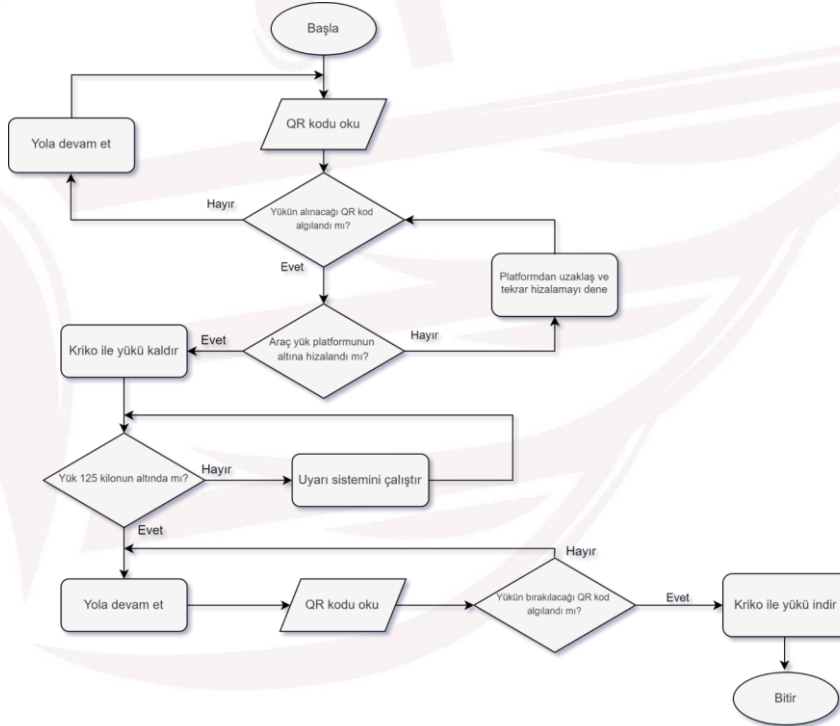 Başla
QR kodu oku
Yola devam et
Hayır
Yükün alınacağı QR kod
algılandı mı?
Evet
Platformdan uzaklaş ve
tekrar hizalamayı dene
Kriko ile yükü kaldır
Evet
Araç yük platformunun
altına hizalandı mı?
Hayır
Yük 125 kilonun altında mı?
Hayır
Uyarı sistemini çalıştır
Evet
Hayır
Yola devam et
QR kodu oku
Yükün bırakılacağı QR kod
algılandı mı?
Evet
Kriko ile yükü indir
Bitir